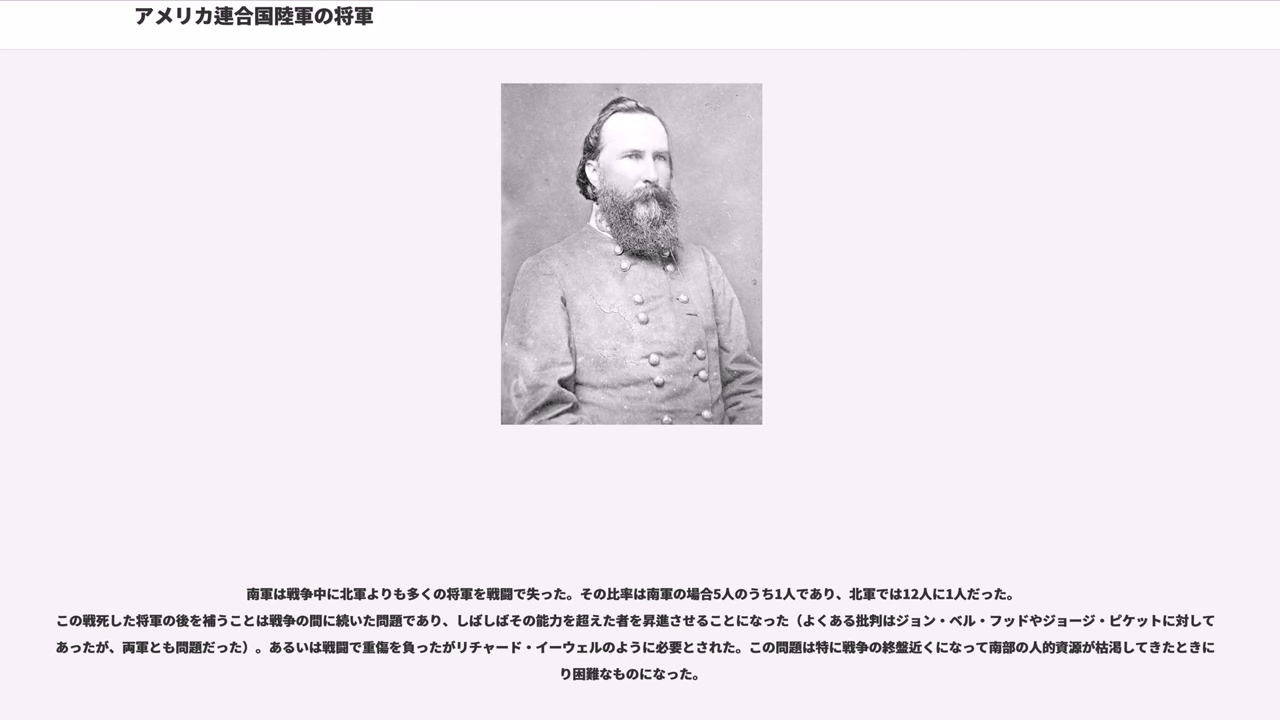 アメリカ連合国陸軍の将軍
南軍は戦争中に北軍よりも多くの将軍を戦闘で失った。その比率は南軍の場合5人のうち1人であり、北軍では12人に1人だった。
この戦死した将軍の後を補うことは戦争の間に続いた問題であり、しばしばその能力を超えた者を昇進させることになった（よくある批判はジョン・ベル・フッドやジョージ・ピケットに対して
あったが、両軍とも問題だった）。あるいは戦闘で重傷を負ったがリチャード・イーウェルのように必要とされた。この問題は特に戦争の終盤近くになって南部の人的資源が枯渇してきたときに
り困難なものになった。